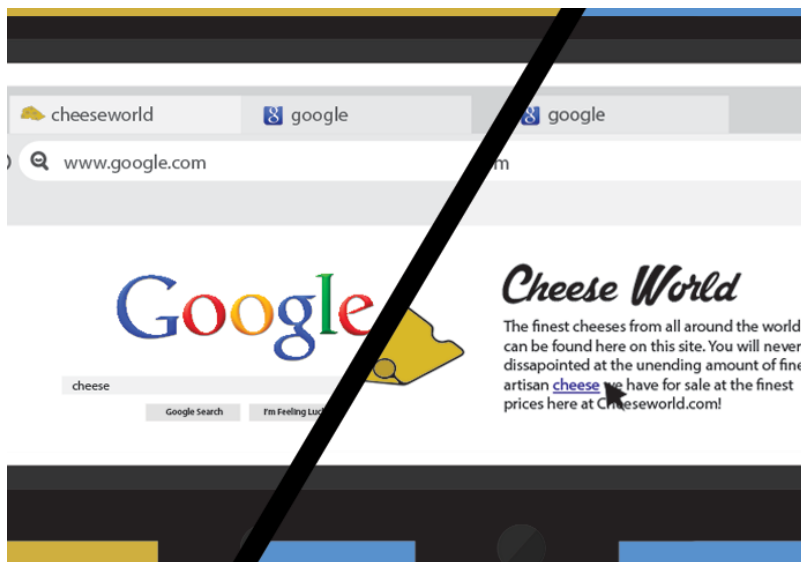 cheeseworld
google
google
www.google.com
m
Google
cheese
Google Search
I'm Feeling Luc
Cheese World
The finest cheeses from all around the world
can be found here on this site. You will never
dissapointed at the unending amount of fine
artisan cheese we have for sale at the finest
prices here at Cheeseworld.com!